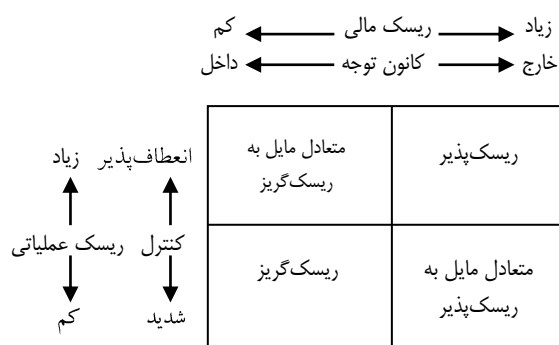 زیاد ریسک مالی کم
خارج کانون توجه داخل
ریسک‌پذیر
متعادل مایل به
ریسک‌گریز
انعطاف‌پذیر زیاد
کنترل ریسک عملیاتی
شدید کم
متعادل مایل به
ریسک‌پذیر
ریسک‌گریز